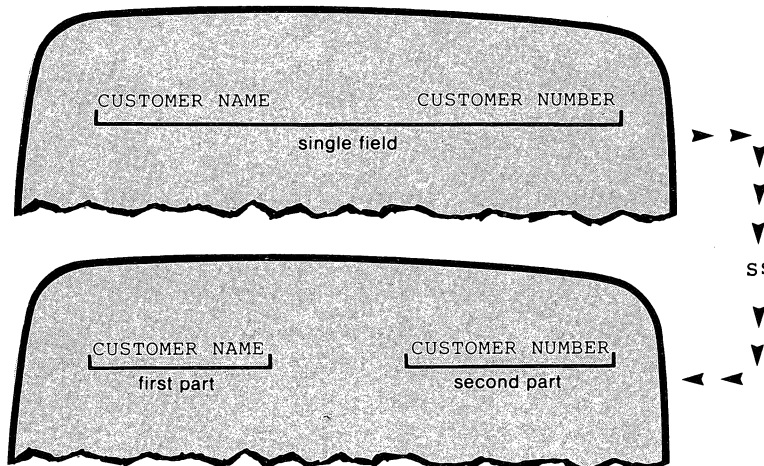 CUSTOMER NAME CUSTOMER NUMBER
single field
CUSTOMER NAME CUSTOMER NUMBER
first part second part